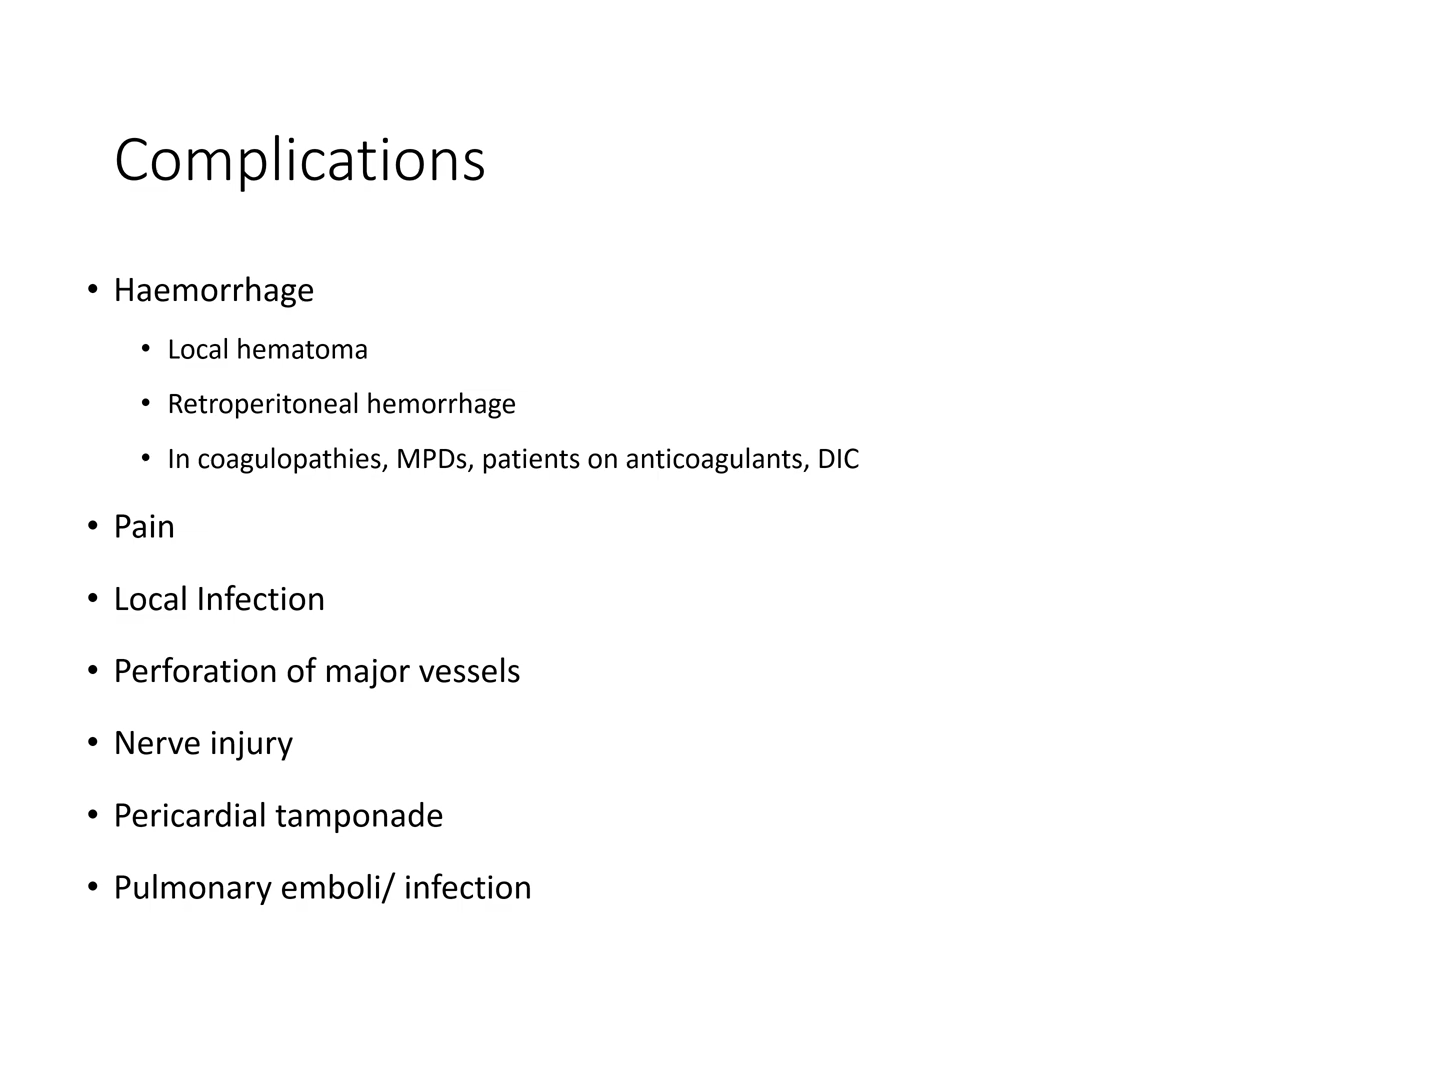 Complications
• Haemorrhage
• Local hematoma
• Retroperitoneal hemorrhage
• In coagulopathies, MPDs, patients on anticoagulants, DIC
• Pain
• Local Infection
• Perforation of major vessels
• Nerve injury
• Pericardial tamponade
• Pulmonary emboli/ infection